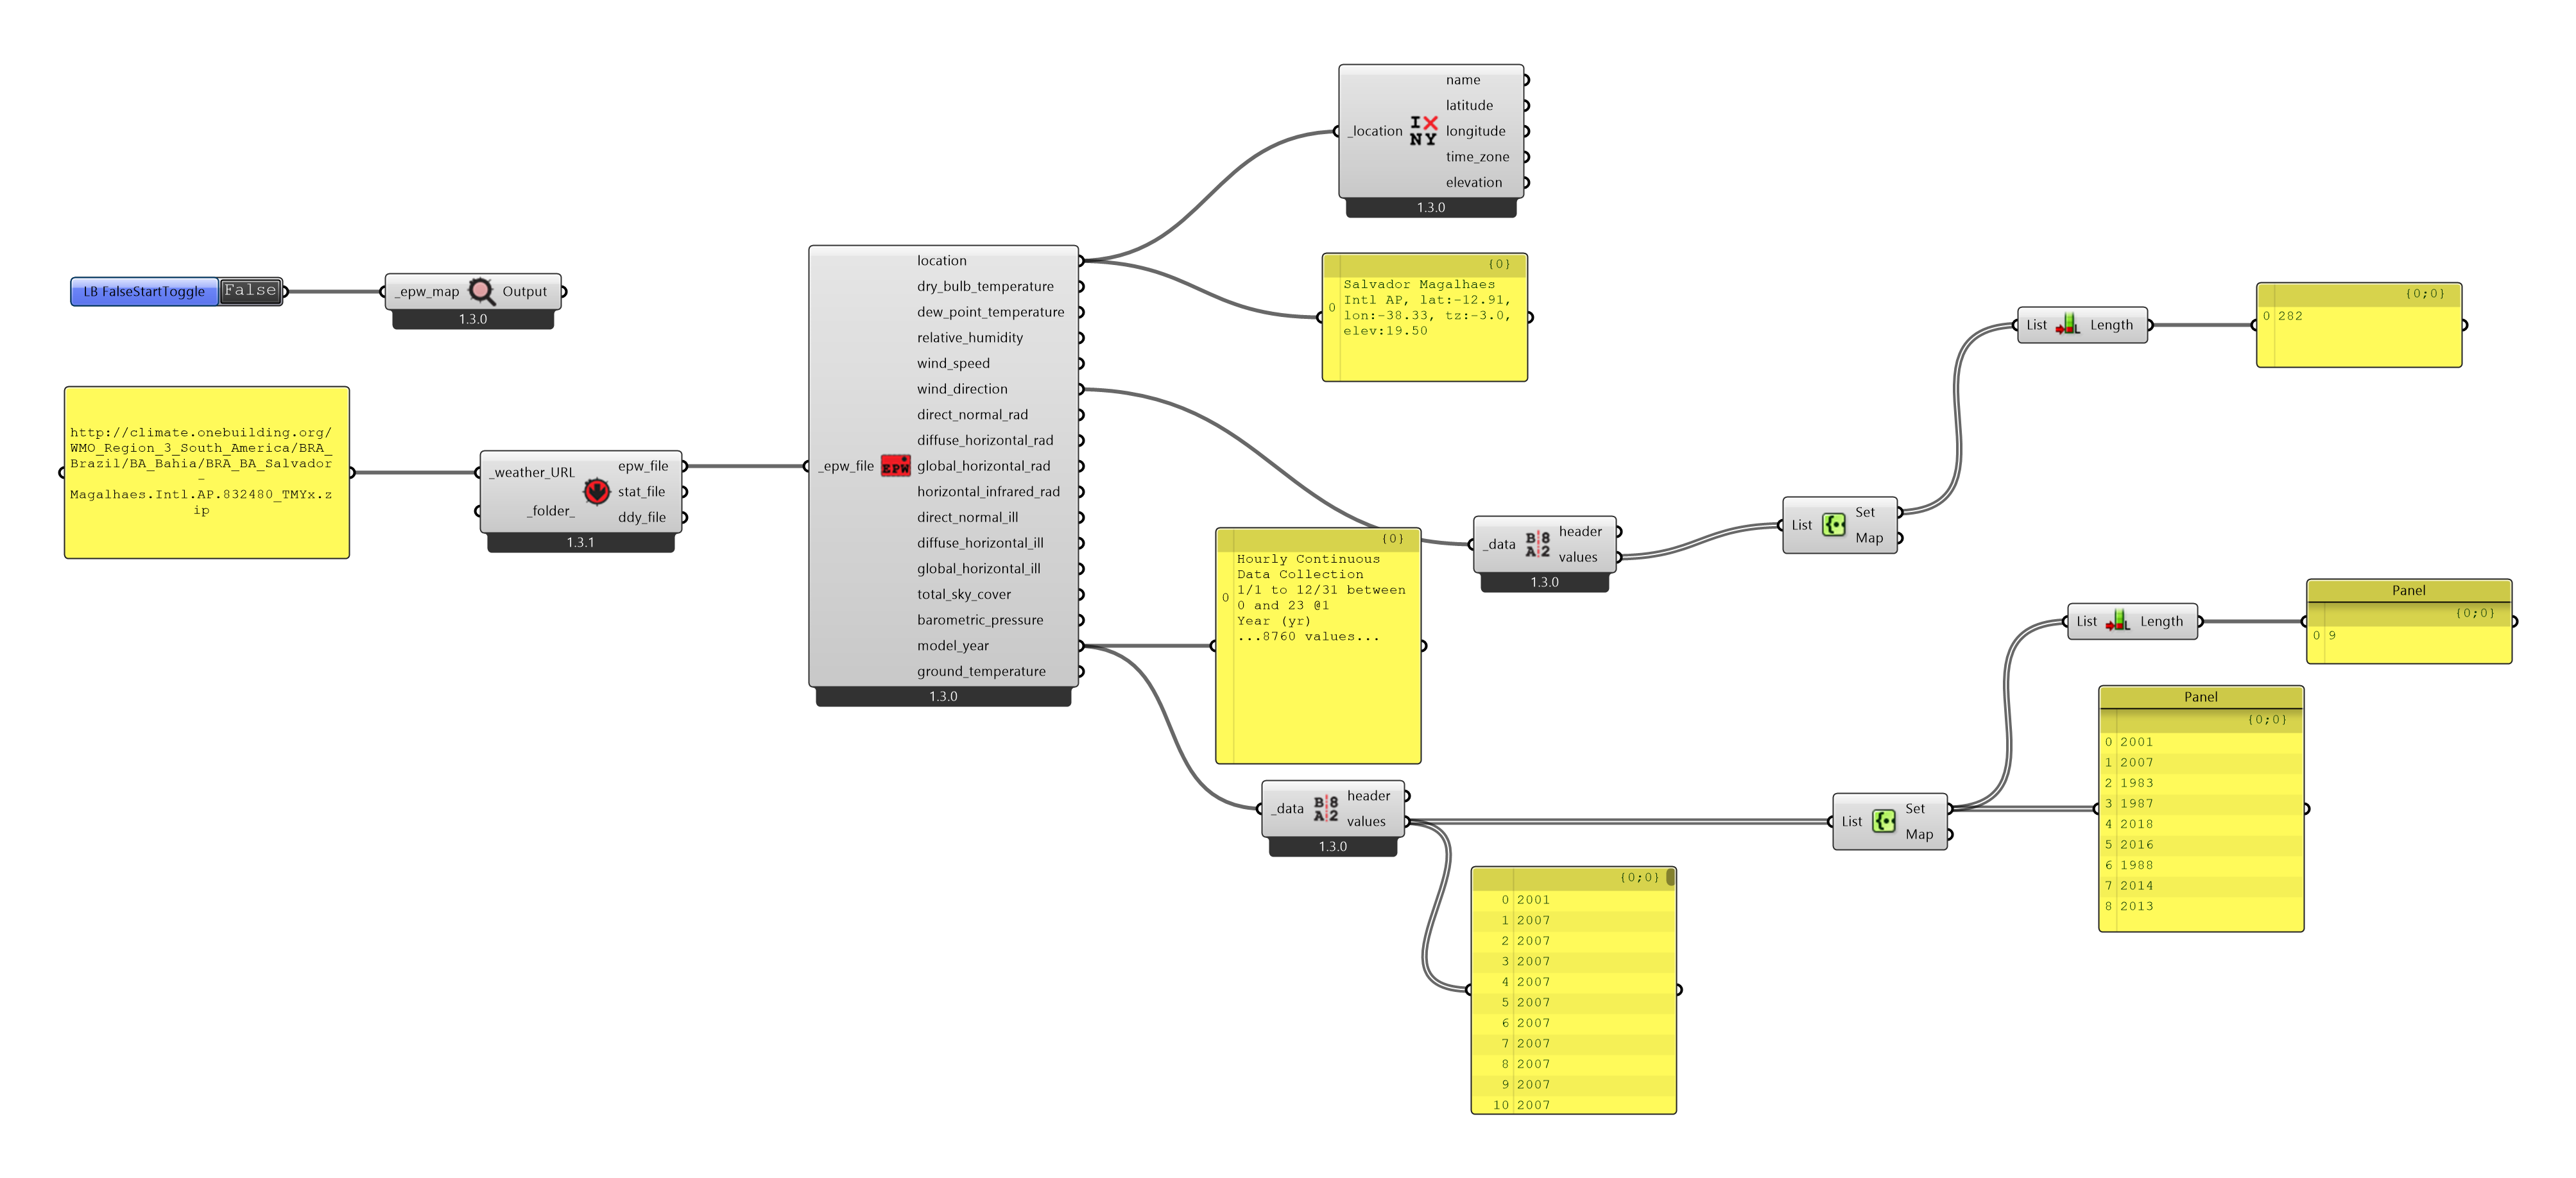 LB FalseStartToggle
False
_epw_map
Output
1.3.0
http://climate.onebuilding.org/
WMO_Region_3_South_America/BRA_
Brazil/BA_Bahia/BRA_BA_Salvador
-
Magalhaes.Intl.AP.832480_TMYx.z
ip
_weather_URL
_folder_
epw_file
stat_file
ddy_file
1.3.1
_epw_file
EPW
location
dry_bulb_temperature
dew_point_temperature
relative_humidity
wind_speed
wind_direction
direct_normal_rad
diffuse_horizontal_rad
global_horizontal_rad
horizontal_infrared_rad
direct_normal_ill
diffuse_horizontal_ill
global_horizontal_ill
total_sky_cover
barometric_pressure
model_year
ground_temperature
1.3.0
_location
I
NY
name
latitude
longitude
time_zone
elevation
1.3.0
{0}
0
Salvador Magalhaes
Intl AP, lat:-12.91,
lon:-38.33, tz:-3.0,
elev:19.50
{0}
0
Hourly Continuous
Data Collection
1/1 to 12/31 between
0 and 23 @1
Year (yr)
...8760 values...
_data
B 8
A 2
header
values
1.3.0
List
Set
Map
List
L
Length
{0;0}
0 282
_data
B 8
A 2
header
values
1.3.0
{0;0}
0 2001
1 2007
2 2007
3 2007
4 2007
5 2007
6 2007
7 2007
8 2007
9 2007
10 2007
List
Set
Map
List
L
Length
Panel
{0;0}
0 9
Panel
{0;0}
0 2001
1 2007
2 1983
3 1987
4 2018
5 2016
6 1988
7 2014
8 2013